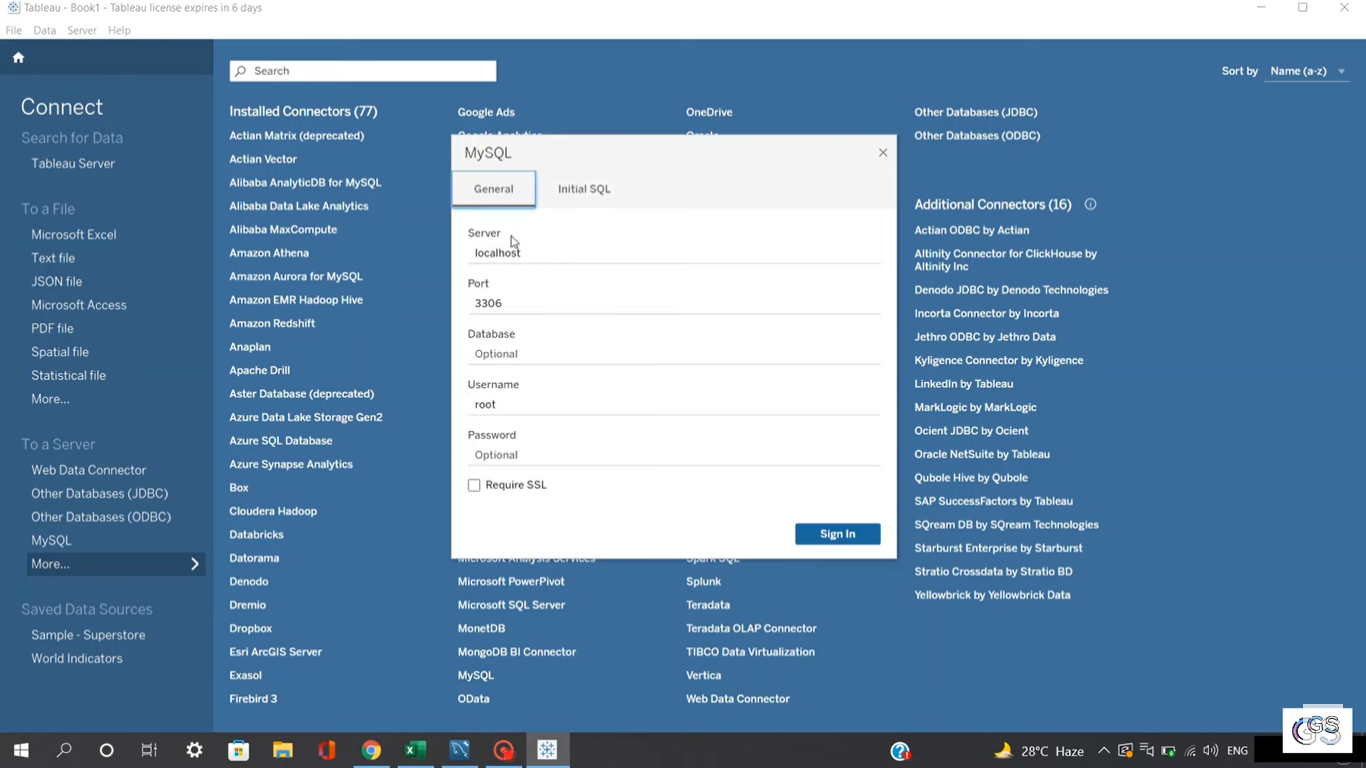 Tableau - Book1 - Tableau license expires in 6 days
File Data Server Help
Connect
Search for Data
Tableau Server
To a File
Microsoft Excel
Text file
JSON file
Microsoft Access
PDF file
Spatial file
Statistical file
More...
To a Server
Web Data Connector
Other Databases (JDBC)
Other Databases (ODBC)
MySQL
More...
Saved Data Sources
Sample - Superstore
World Indicators
Search
Sort by Name (a-z)
Installed Connectors (77)
Actian Matrix (deprecated)
Actian Vector
Alibaba AnalyticDB for MySQL
Alibaba Data Lake Analytics
Alibaba MaxCompute
Amazon Athena
Amazon Aurora for MySQL
Amazon EMR Hadoop Hive
Amazon Redshift
Anaplan
Apache Drill
Aster Database (deprecated)
Azure Data Lake Storage Gen2
Azure SQL Database
Azure Synapse Analytics
Box
Cloudera Hadoop
Databricks
Datorama
Denodo
Dremio
Dropbox
Esri ArcGIS Server
Exasol
Firebird 3
Google Ads
MySQL
General
Initial SQL
Server
localhost
Port
3306
Database
Optional
Username
root
Password
Optional
Require SSL
Sign In
Microsoft Analysis Services
Microsoft PowerPivot
Microsoft SQL Server
MonetDB
MongoDB BI Connector
MySQL
OData
OneDrive
Spark SQL
Splunk
Teradata
Teradata OLAP Connector
TIBCO Data Virtualization
Vertica
Web Data Connector
Other Databases (JDBC)
Other Databases (ODBC)
Additional Connectors (16)
Actian ODBC by Actian
Altinity Connector for ClickHouse by
Altinity Inc
Denodo JDBC by Denodo Technologies
Incorta Connector by Incorta
Jethro ODBC by Jethro Data
Kyligence Connector by Kyligence
LinkedIn by Tableau
MarkLogic by MarkLogic
Ocient JDBC by Ocient
Oracle NetSuite by Tableau
Qubole Hive by Qubole
SAP SuccessFactors by Tableau
SQream DB by SQream Technologies
Starburst Enterprise by Starburst
Stratio Crossdata by Stratio BD
Yellowbrick by Yellowbrick Data
28°C Haze
ENG
GS